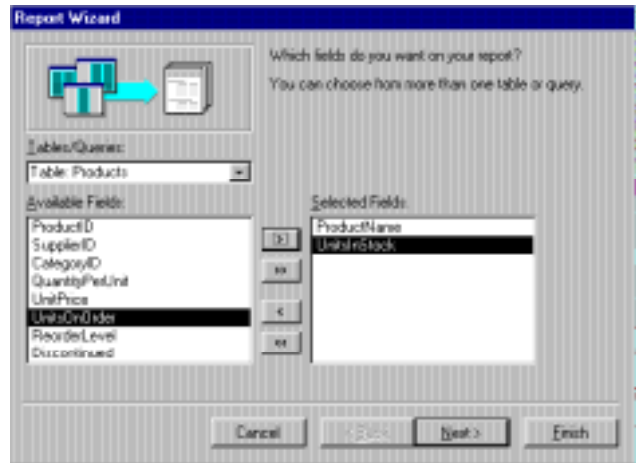 Report Wizard
Which fields do you want on your report?
You can choose from more than one table or query.
Tables/Queries:
Table: Products
Available Fields:
Selected Fields:
ProductID
SupplierID
CategoryID
QuantityPerUnit
UnitPrice
UnitsOnOrder
ReorderLevel
Discontinued
>
>>
<
<<
ProductName
UnitsInStock
Cancel
< Back
Next >
Finish